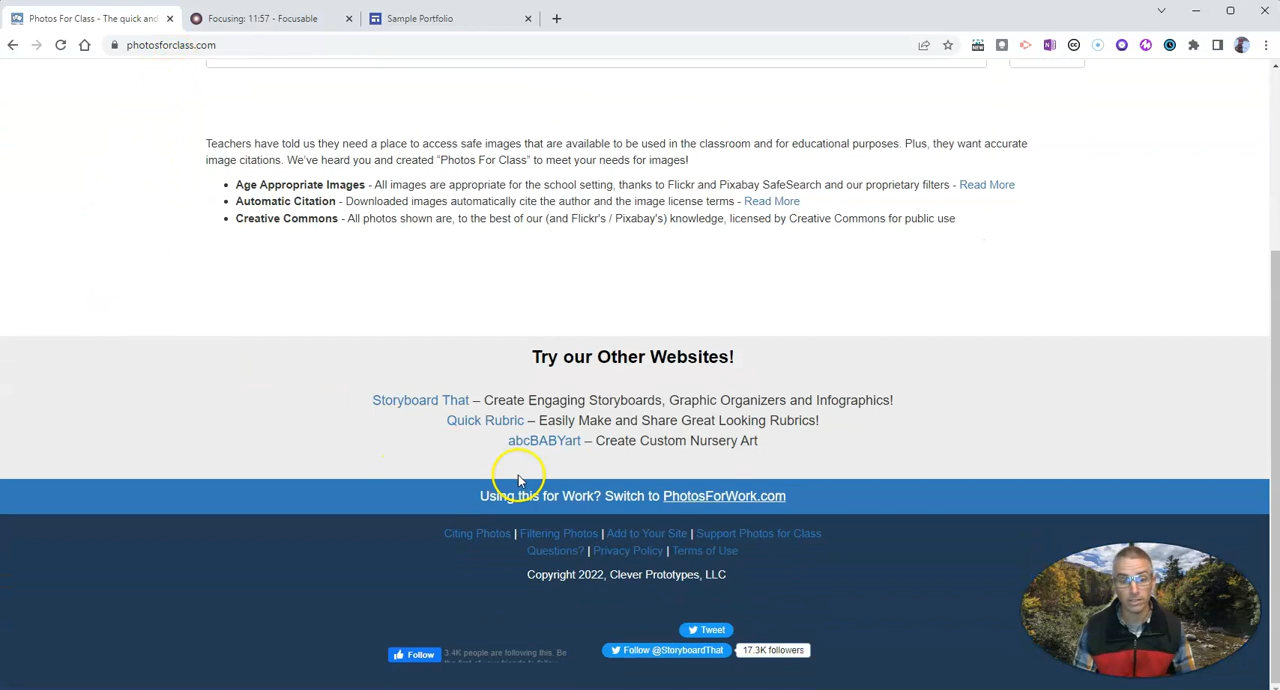 Photos For Class - The quick and
Focusing: 11:57 - Focusable
Sample Portfolio
photosforclass.com
Teachers have told us they need a place to access safe images that are available to be used in the classroom and for educational purposes. Plus, they want accurate
image citations. We've heard you and created "Photos For Class" to meet your needs for images!
• Age Appropriate Images - All images are appropriate for the school setting, thanks to Flickr and Pixabay SafeSearch and our proprietary filters - Read More
• Automatic Citation - Downloaded images automatically cite the author and the image license terms - Read More
• Creative Commons - All photos shown are, to the best of our (and Flickr's / Pixabay's) knowledge, licensed by Creative Commons for public use
Try our Other Websites!
Storyboard That – Create Engaging Storyboards, Graphic Organizers and Infographics!
Quick Rubric – Easily Make and Share Great Looking Rubrics!
abcBABYart – Create Custom Nursery Art
Using this for Work? Switch to PhotosForWork.com
Citing Photos | Filtering Photos | Add to Your Site | Support Photos for Class
Questions? | Privacy Policy | Terms of Use
Copyright 2022, Clever Prototypes, LLC
Tweet
Follow 3.4K people are following this. Be
Follow @StoryboardThat 17.3K followers